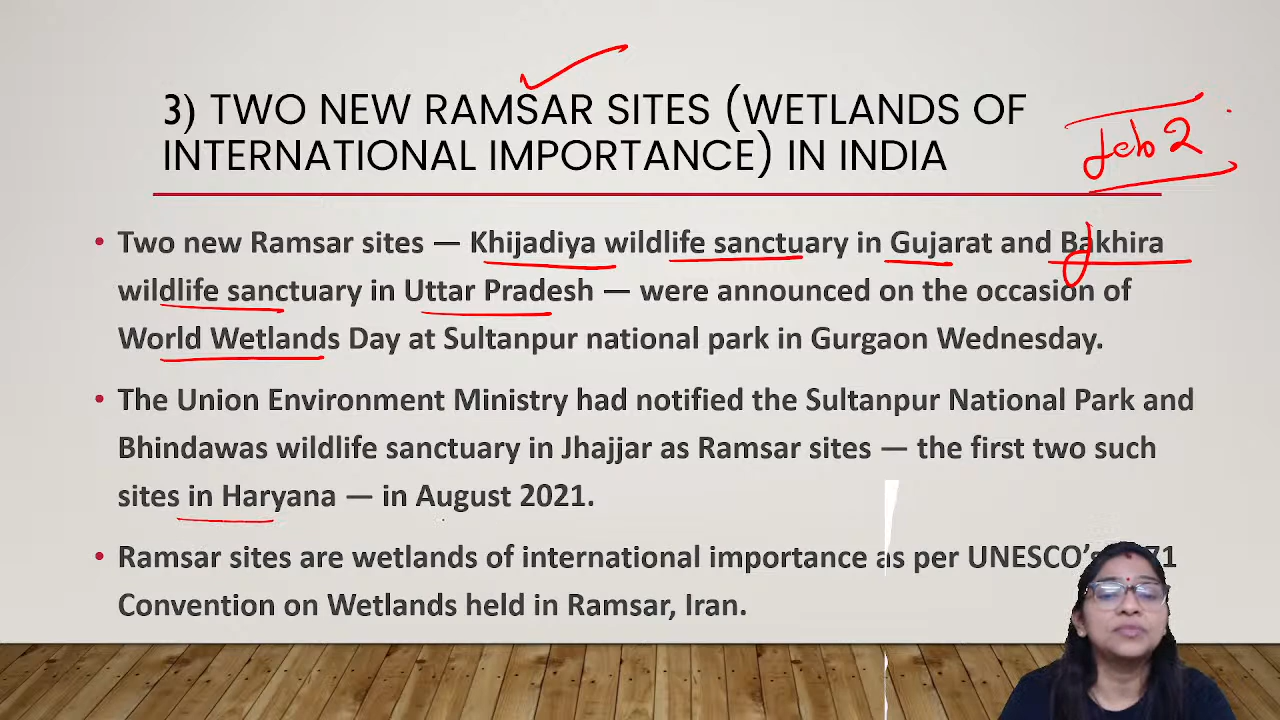 3) TWO NEW RAMSAR SITES (WETLANDS OF
INTERNATIONAL IMPORTANCE) IN INDIA
Feb 2
• Two new Ramsar sites — Khijadiya wildlife sanctuary in Gujarat and Bakhira
wildlife sanctuary in Uttar Pradesh — were announced on the occasion of
World Wetlands Day at Sultanpur national park in Gurgaon Wednesday.
• The Union Environment Ministry had notified the Sultanpur National Park and
Bhindawas wildlife sanctuary in Jhajjar as Ramsar sites — the first two such
sites in Haryana — in August 2021.
• Ramsar sites are wetlands of international importance as per UNESCO's
Convention on Wetlands held in Ramsar, Iran.